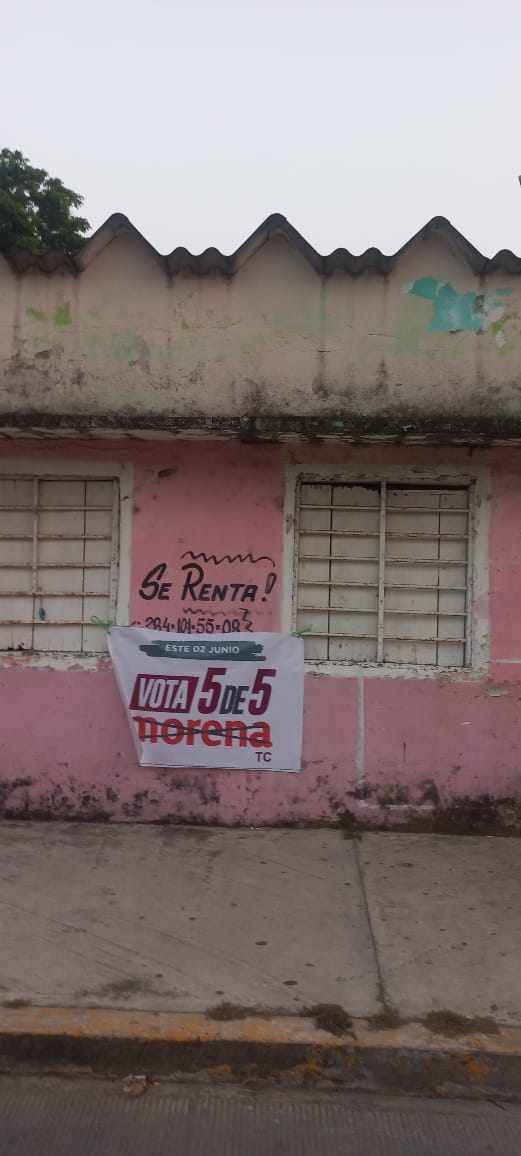 Se Renta!
284·101·55·08
ESTE 02 JUNIO
VOTA 5 DE 5
morena
TC